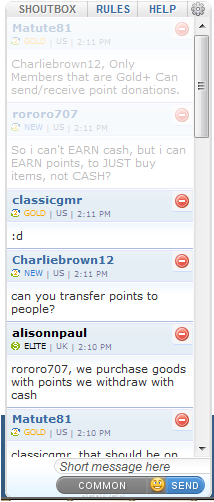 SHOUTBOX RULES HELP
Matute81
GOLD | US | 2:11 PM
Charliebrown12, Only
Members that are Gold+ Can
send/receive point donations.
rororo707
NEW | US | 2:11 PM
So i can't EARN cash, but i can
EARN points, to JUST buy
items, not CASH?
classicgmr
GOLD | US | 2:11 PM
:d
Charliebrown12
NEW | US | 2:11 PM
can you transfer points to
people?
alisonnpaul
ELITE | UK | 2:10 PM
rororo707, we purchase goods
with points we withdraw with
cash
Matute81
GOLD | US | 2:10 PM
classicgmr, that should be on
Short message here
COMMON SEND